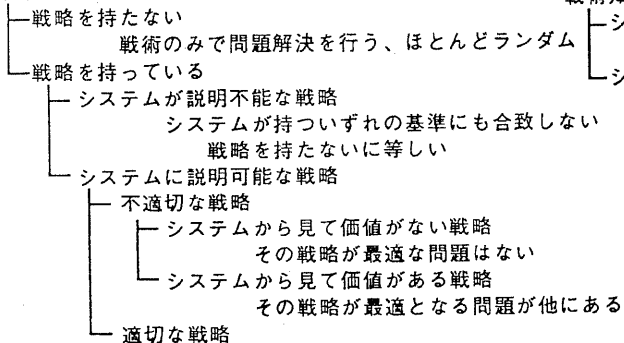 戦略を持たない
戦術のみで問題解決を行う、ほとんどランダム
戦略を持っている
システムが説明不能な戦略
システムが持ついずれの基準にも合致しない
戦略を持たないに等しい
システムに説明可能な戦略
不適切な戦略
システムから見て価値がない戦略
その戦略が最適な問題はない
システムから見て価値がある戦略
その戦略が最適となる問題が他にある
適切な戦略